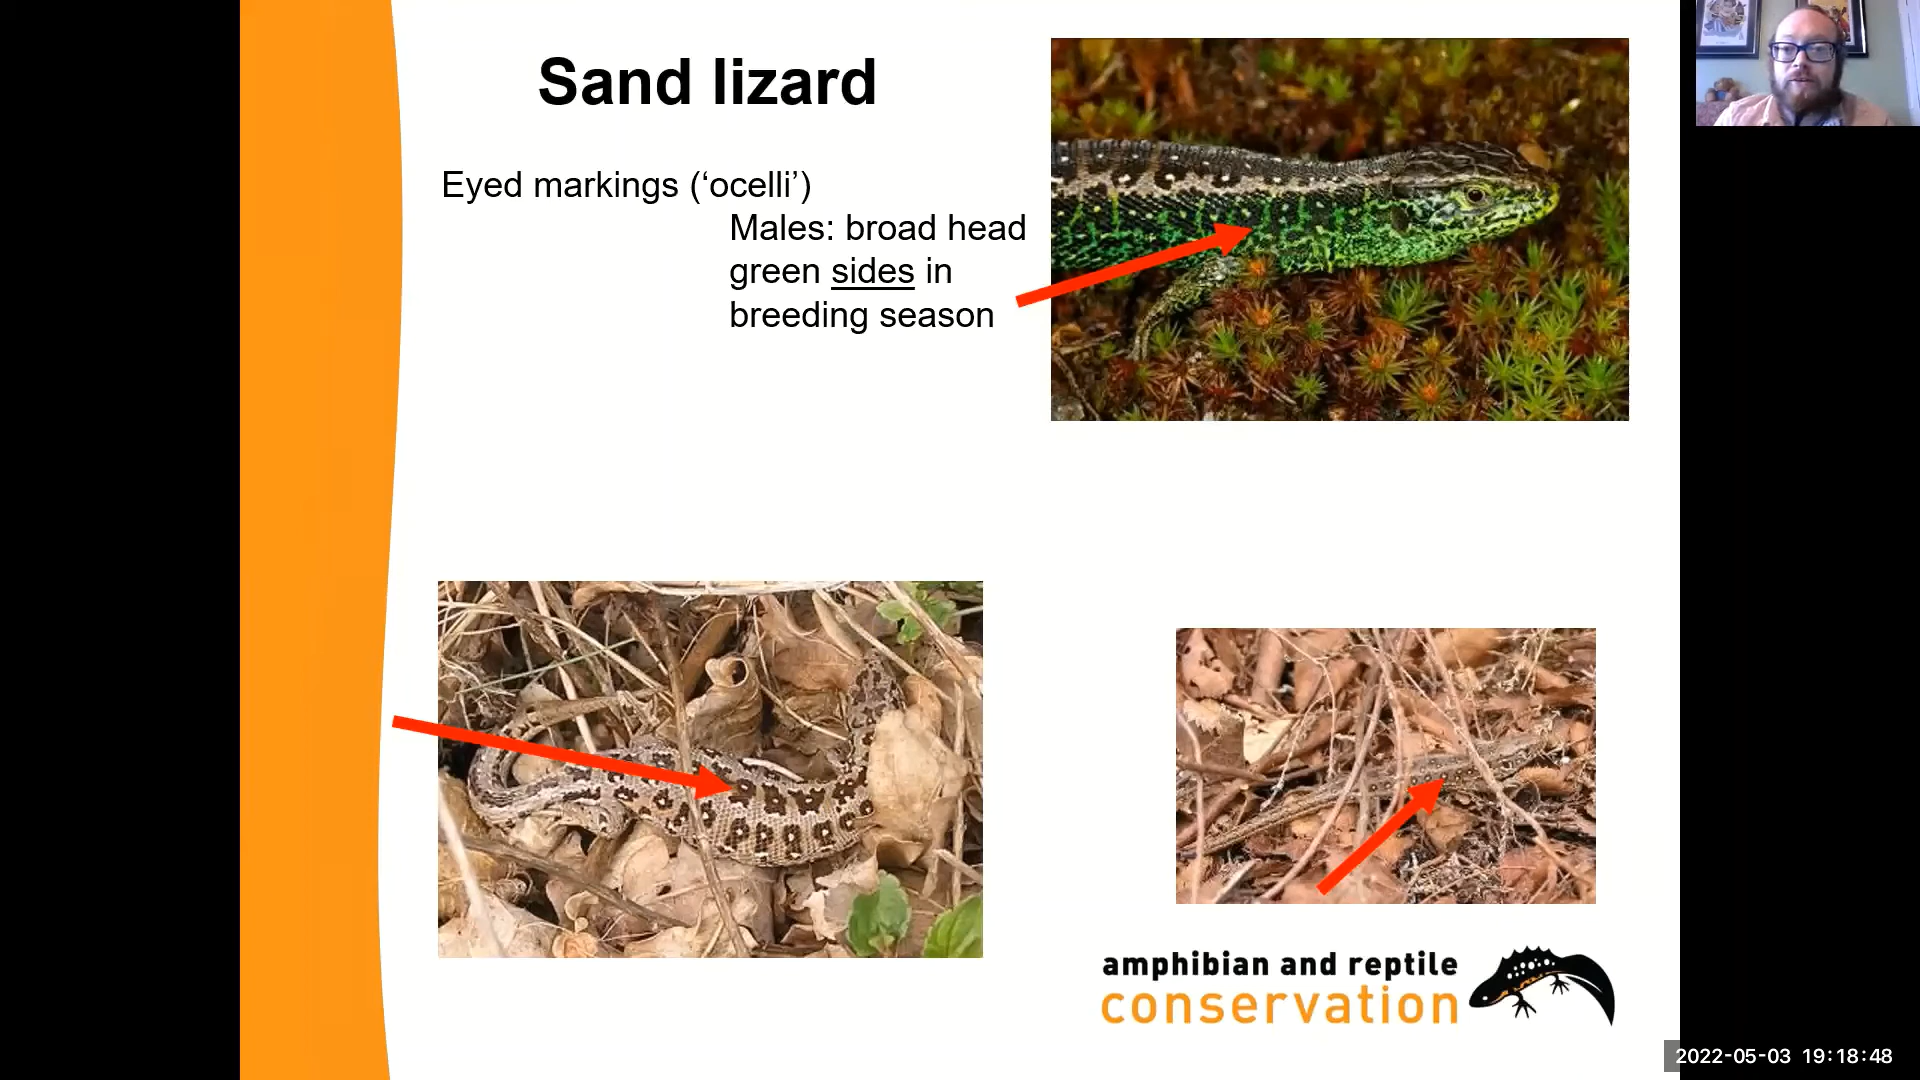 Sand lizard
Eyed markings (‘ocelli’)
Males: broad head
green sides in
breeding season
amphibian and reptile
conservation
2022-05-03 19:18:48